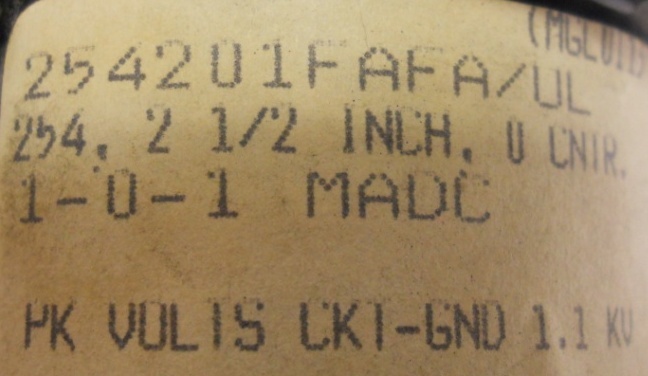 254201FAFA/UL
254, 2 1/2 INCH, 0 CNTR.
1-0-1 MADC
PK VOLTS CKT-GND 1.1 KV